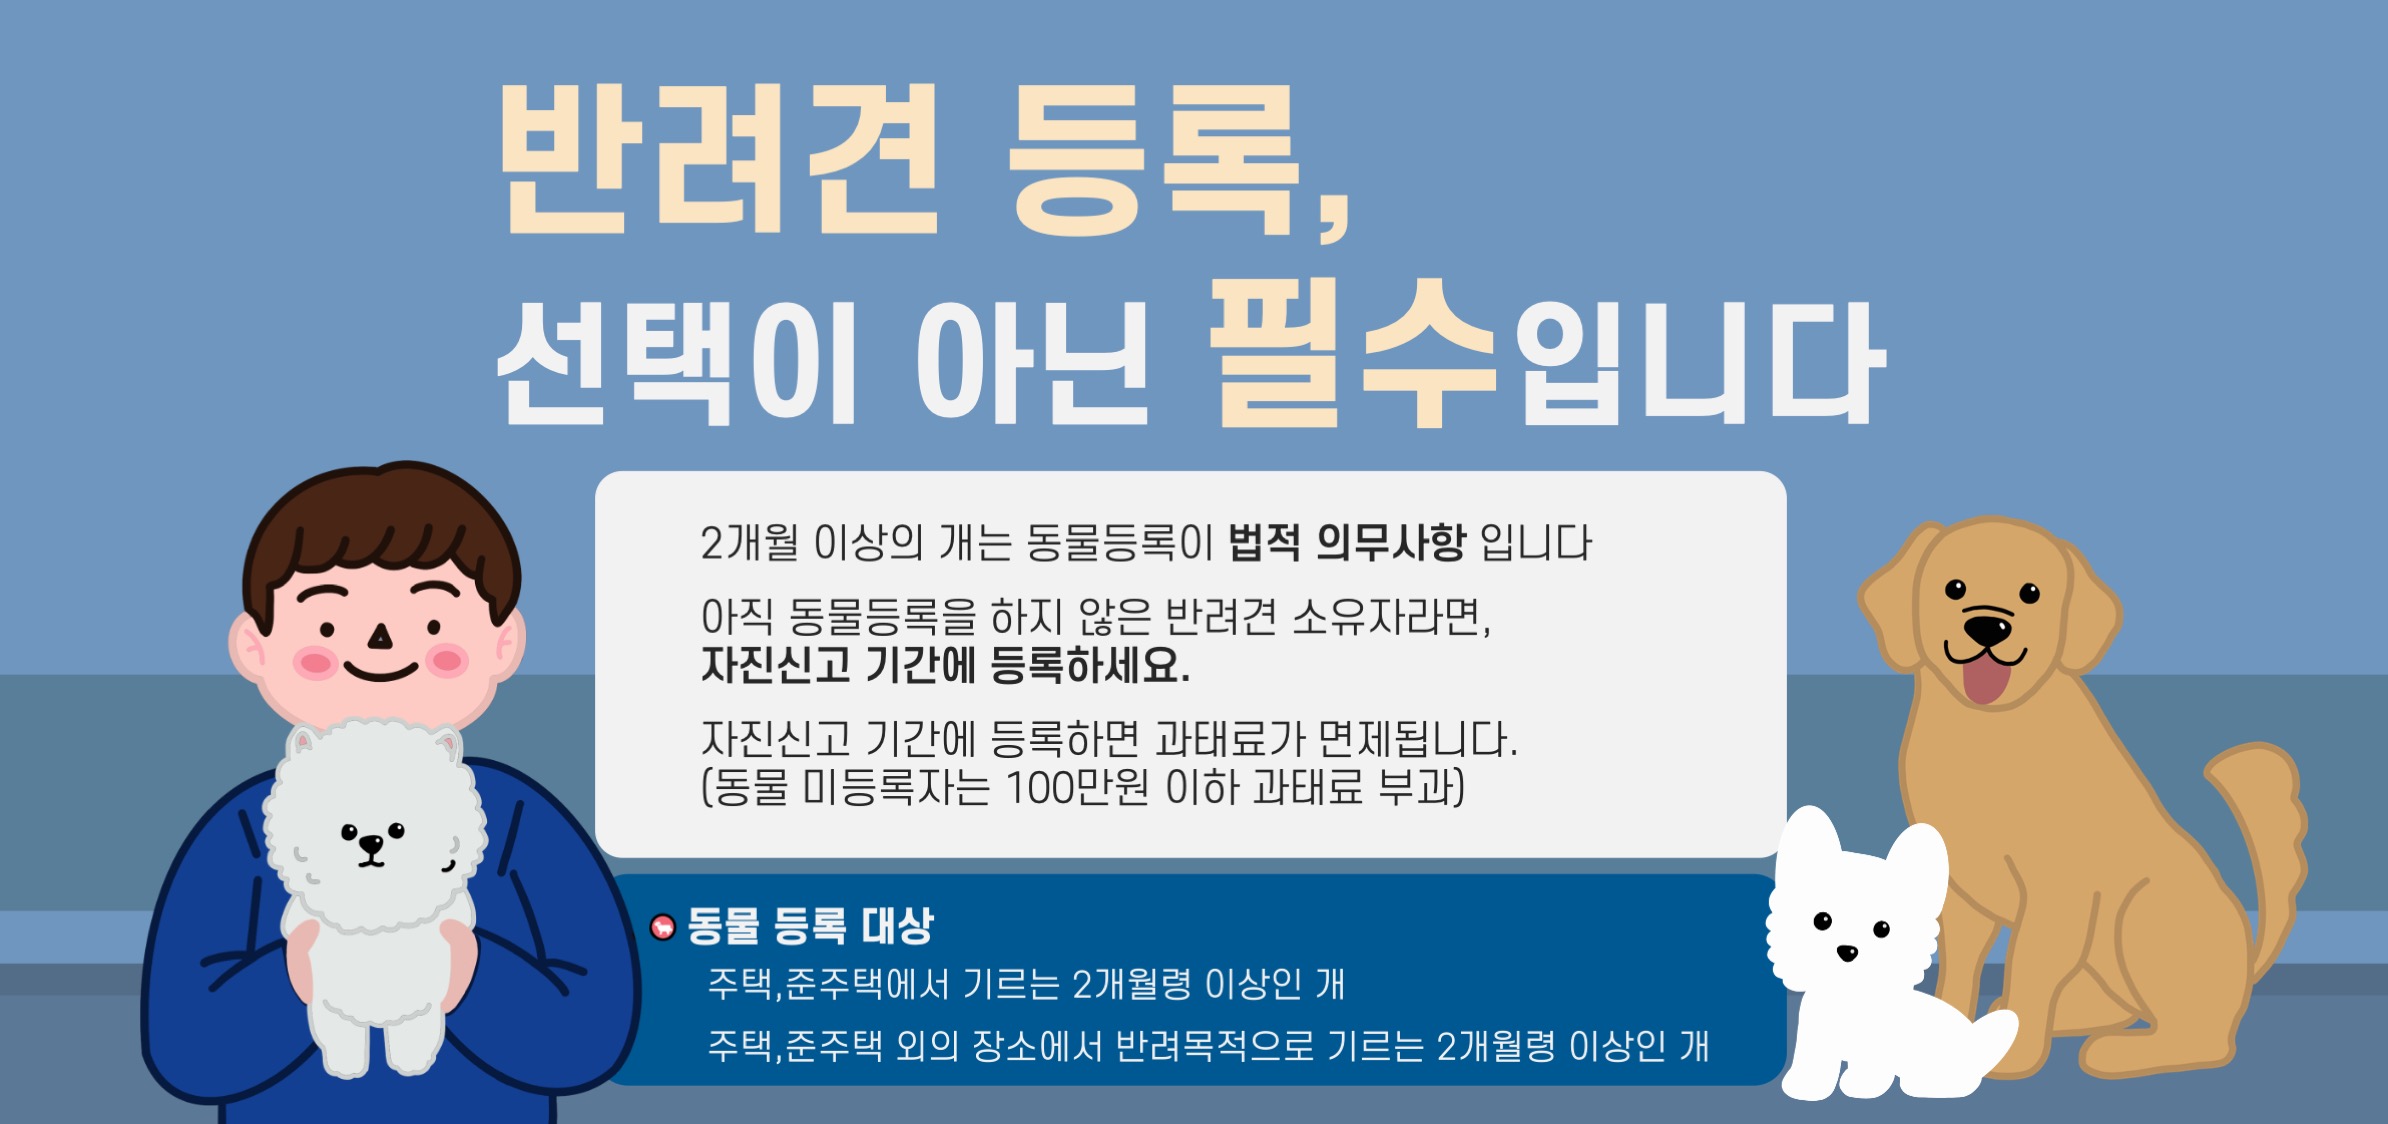 반려견 등록,
선택이 아닌 필수입니다
2개월 이상의 개는 동물등록이 법적 의무사항 입니다
아직 동물등록을 하지 않은 반려견 소유자라면,
자진신고 기간에 등록하세요.
자진신고 기간에 등록하면 과태료가 면제됩니다.
(동물 미등록자는 100만원 이하 과태료 부과)
동물 등록 대상
주택,준주택에서 기르는 2개월령 이상인 개
주택,준주택 외의 장소에서 반려목적으로 기르는 2개월령 이상인 개